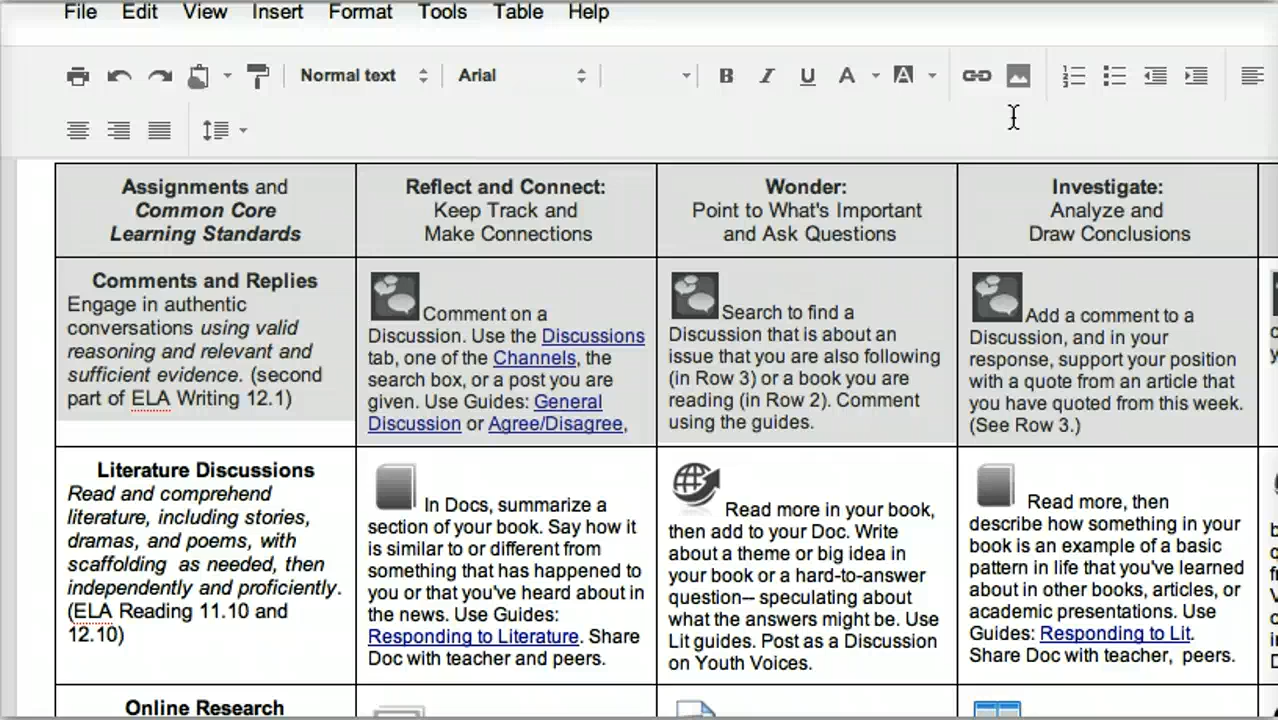 File Edit View Insert Format Tools Table Help
Normal text Arial B I U A A
Assignments and
Common Core
Learning Standards
Reflect and Connect:
Keep Track and
Make Connections
Wonder:
Point to What's Important
and Ask Questions
Investigate:
Analyze and
Draw Conclusions
Comments and Replies
Engage in authentic
conversations using valid
reasoning and relevant and
sufficient evidence. (second
part of ELA Writing 12.1)
Comment on a
Discussion. Use the Discussions
tab, one of the Channels, the
search box, or a post you are
given. Use Guides: General
Discussion or Agree/Disagree,
Search to find a
Discussion that is about an
issue that you are also following
(in Row 3) or a book you are
reading (in Row 2). Comment
using the guides.
Add a comment to a
Discussion, and in your
response, support your position
with a quote from an article that
you have quoted from this week.
(See Row 3.)
Literature Discussions
Read and comprehend
literature, including stories,
dramas, and poems, with
scaffolding as needed, then
independently and proficiently.
(ELA Reading 11.10 and
12.10)
In Docs, summarize a
section of your book. Say how it
is similar to or different from
something that has happened to
you or that you've heard about in
the news. Use Guides:
Responding to Literature. Share
Doc with teacher and peers.
Read more in your book,
then add to your Doc. Write
about a theme or big idea in
your book or a hard-to-answer
question-- speculating about
what the answers might be. Use
Lit guides. Post as a Discussion
on Youth Voices.
Read more, then
describe how something in your
book is an example of a basic
pattern in life that you've learned
about in other books, articles, or
academic presentations. Use
Guides: Responding to Lit.
Share Doc with teacher, peers.
Online Research